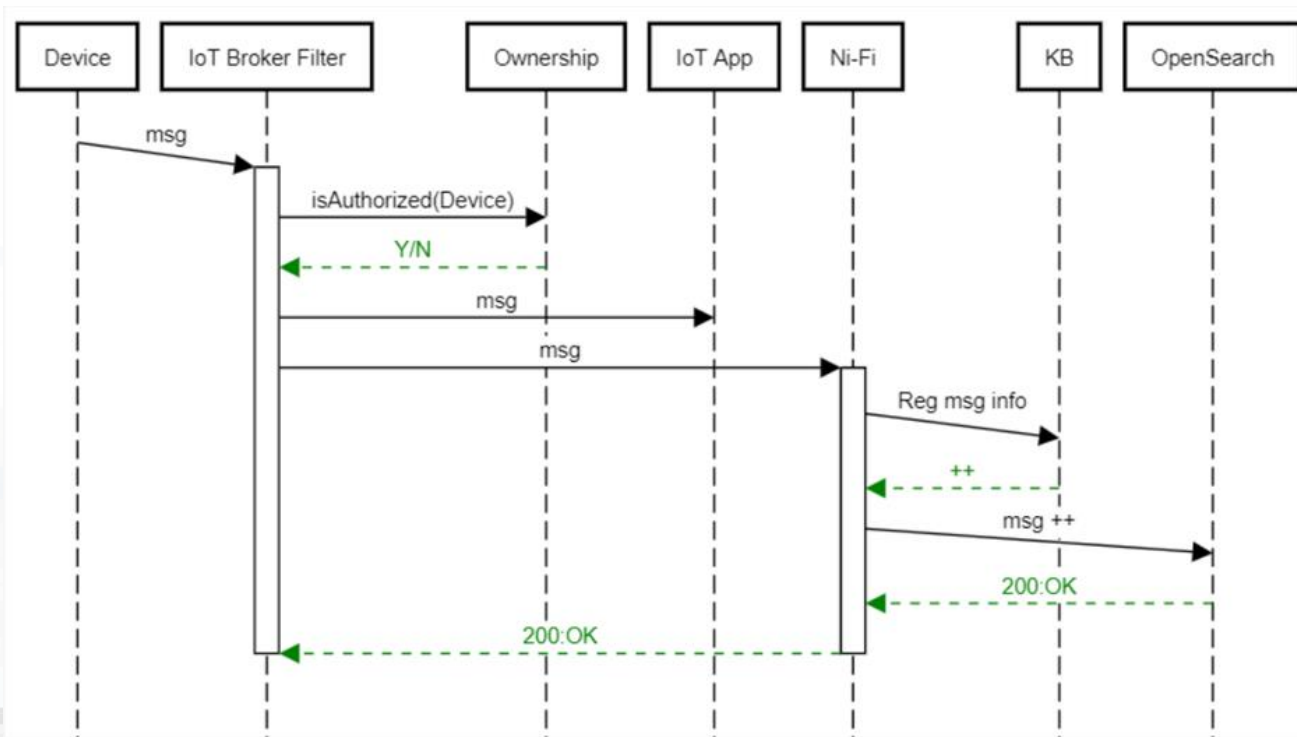 Device
IoT Broker Filter
Ownership
IoT App
Ni-Fi
KB
OpenSearch
msg
isAuthorized(Device)
Y/N
msg
msg
Reg msg info
++
msg ++
200:OK
200:OK